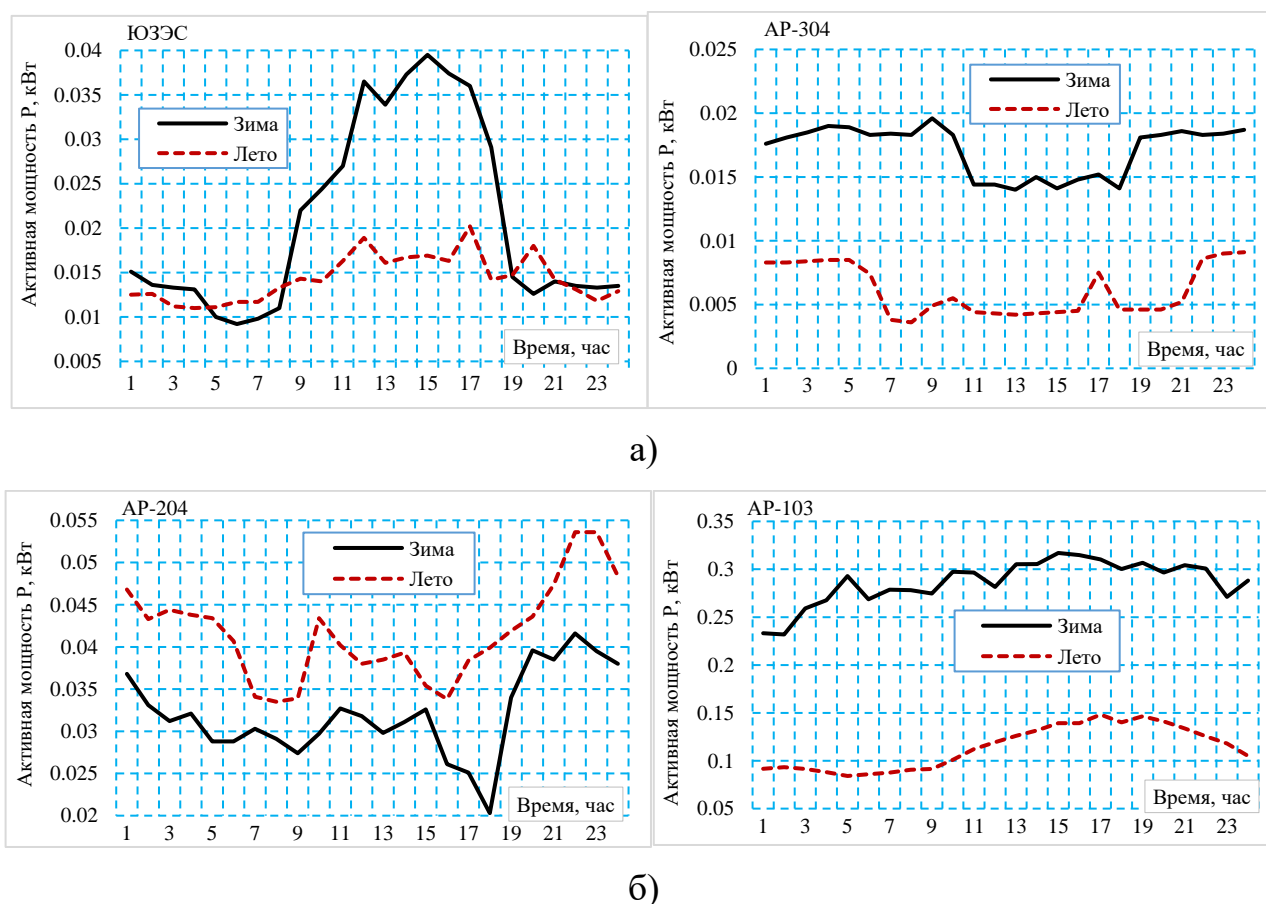 ЮЗЭС
Активная мощность Р, кВт
0.04
0.035
0.03
0.025
0.02
0.015
0.01
0.005
Зима
Лето
Время, час
1 3 5 7 9 11 13 15 17 19 21 23
АР-304
Активная мощность Р, кВт
0.025
0.02
0.015
0.01
0.005
0
Зима
Лето
Время, час
1 3 5 7 9 11 13 15 17 19 21 23
а)
АР-204
Активная мощность Р, кВт
0.055
0.05
0.045
0.04
0.035
0.03
0.025
0.02
Зима
Лето
Время, час
1 3 5 7 9 11 13 15 17 19 21 23
АР-103
Активная мощность Р, кВт
0.35
0.3
0.25
0.2
0.15
0.1
0.05
Зима
Лето
Время, час
1 3 5 7 9 11 13 15 17 19 21 23
б)